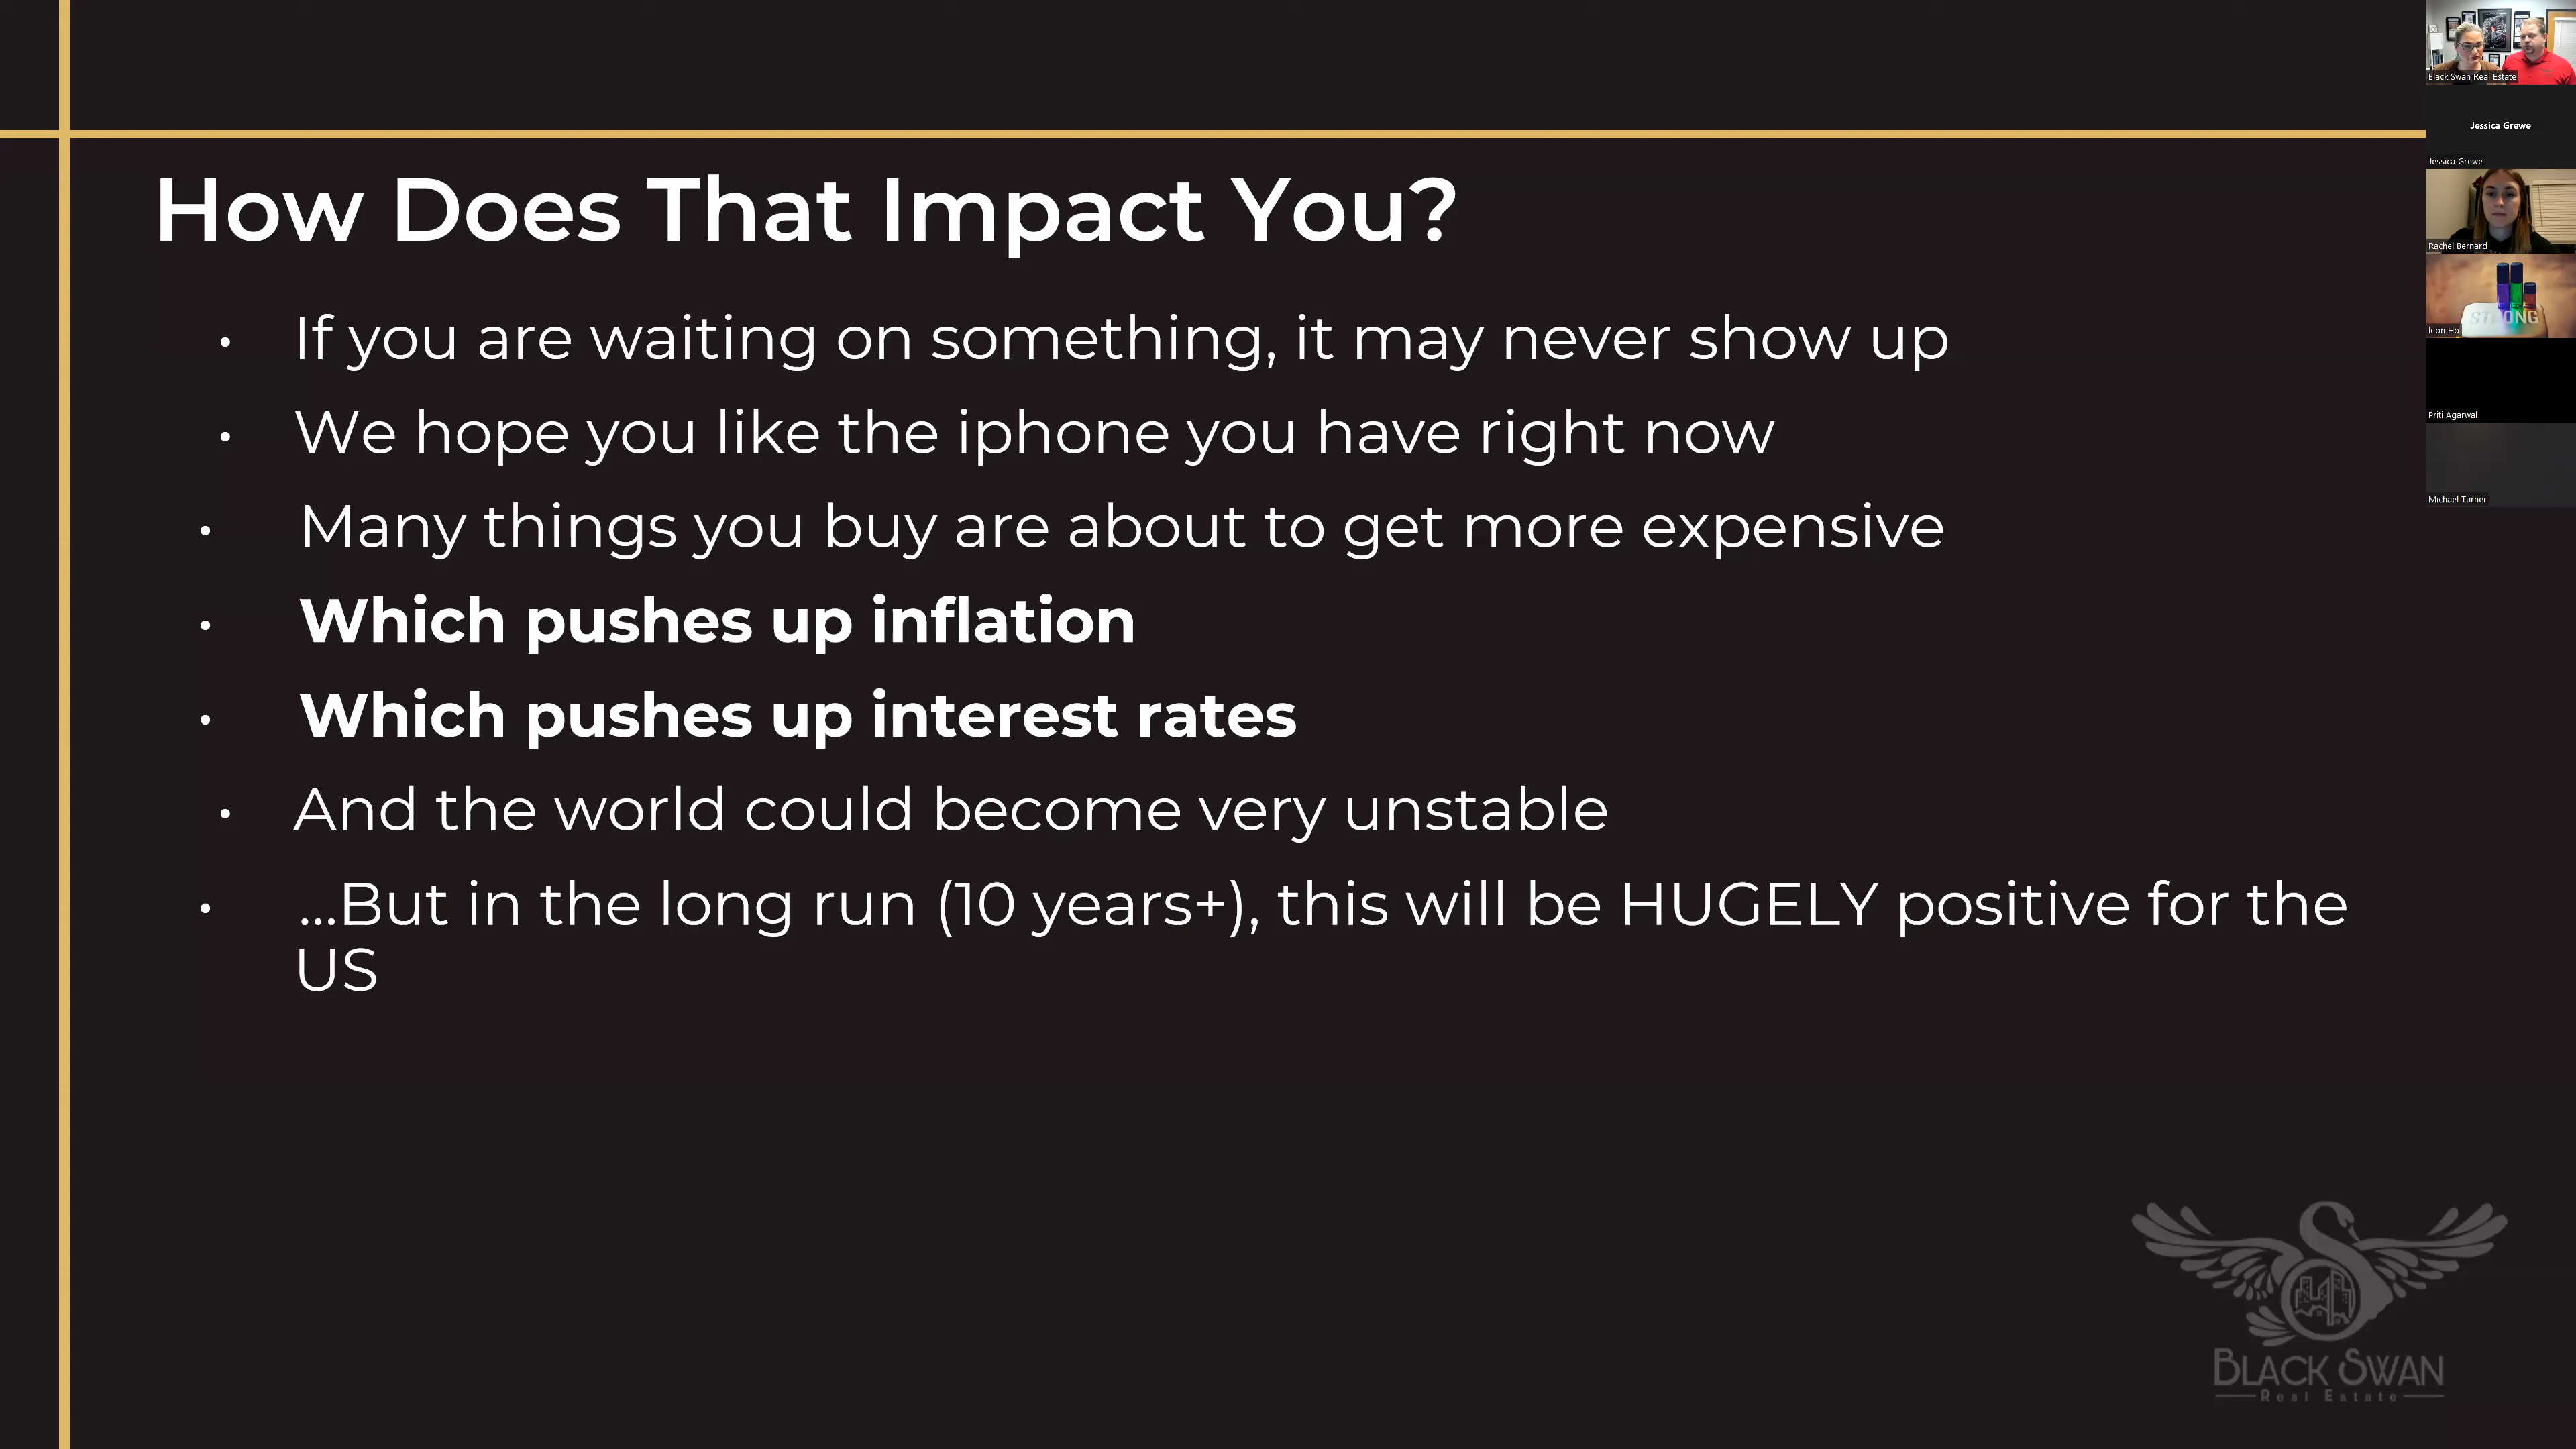 Black Swan Real Estate
Jessica Grewe
Jessica Grewe
How Does That Impact You?
Rachel Bernard
• If you are waiting on something, it may never show up
STRONG
leon Ho
• We hope you like the iphone you have right now
Priti Agarwal
Michael Turner
• Many things you buy are about to get more expensive
• Which pushes up inflation
• Which pushes up interest rates
• And the world could become very unstable
• ...But in the long run (10 years+), this will be HUGELY positive for the
US
BLACK SWAN
Real Estate